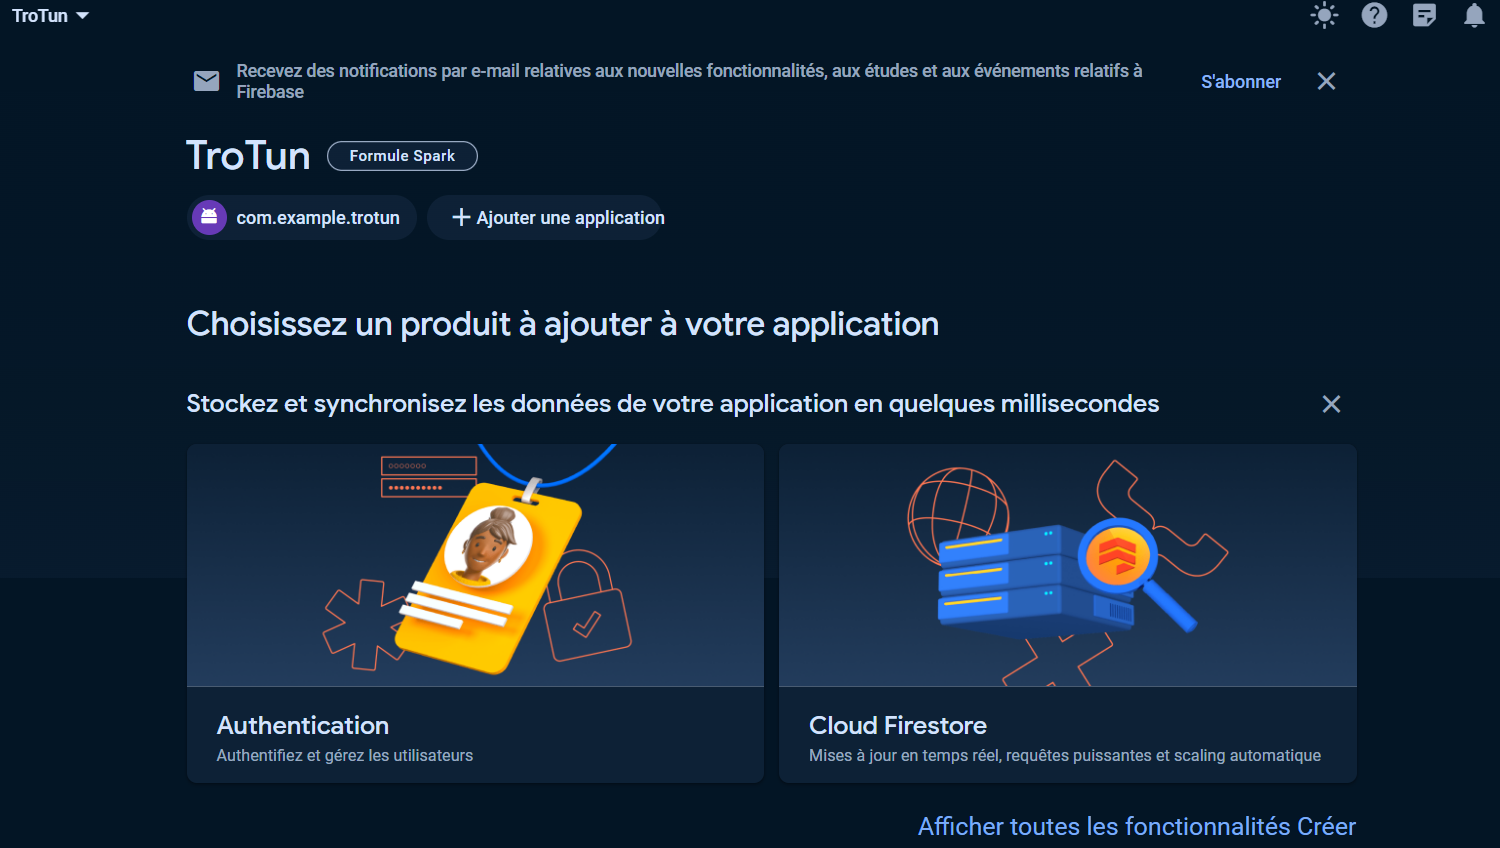 TroTun
Recevez des notifications par e-mail relatives aux nouvelles fonctionnalités, aux études et aux événements relatifs à
Firebase
S'abonner
TroTun
Formule Spark
com.example.trotun
Ajouter une application
Choisissez un produit à ajouter à votre application
Stockez et synchronisez les données de votre application en quelques millisecondes
Authentication
Authentifiez et gérez les utilisateurs
Cloud Firestore
Mises à jour en temps réel, requêtes puissantes et scaling automatique
Afficher toutes les fonctionnalités Créer